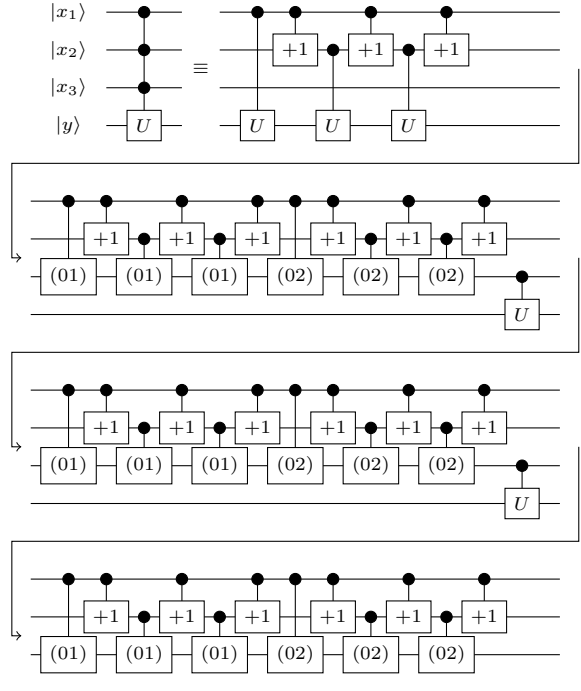 |x₁⟩
|x₂⟩ +1 +1 +1
≡
|x₃⟩
|y⟩ U U U U
+1 +1 +1 +1 +1 +1
(01) (01) (01) (02) (02) (02)
U
+1 +1 +1 +1 +1 +1
(01) (01) (01) (02) (02) (02)
U
+1 +1 +1 +1 +1 +1
(01) (01) (01) (02) (02) (02)